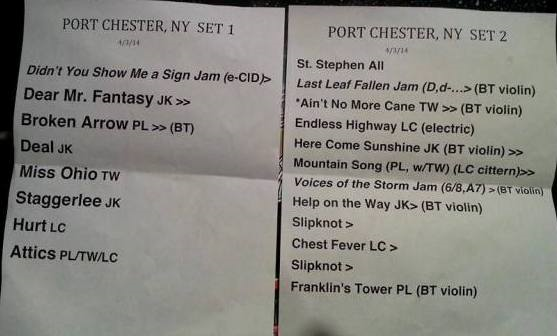 PORT CHESTER, NY SET 1
4/3/14
Didn't You Show Me a Sign Jam (e-CID)>
Dear Mr. Fantasy JK >>
Broken Arrow PL >> (BT)
Deal JK
Miss Ohio TW
Staggerlee JK
Hurt LC
Attics PL/TW/LC
PORT CHESTER, NY SET 2
4/3/14
St. Stephen All
Last Leaf Fallen Jam (D,d-...> (BT violin)
*Ain't No More Cane TW >> (BT violin)
Endless Highway LC (electric)
Here Come Sunshine JK (BT violin) >>
Mountain Song (PL, w/TW) (LC cittern)>>
Voices of the Storm Jam (6/8,A7) > (BT violin)
Help on the Way JK> (BT violin)
Slipknot >
Chest Fever LC >
Slipknot >
Franklin's Tower PL (BT violin)